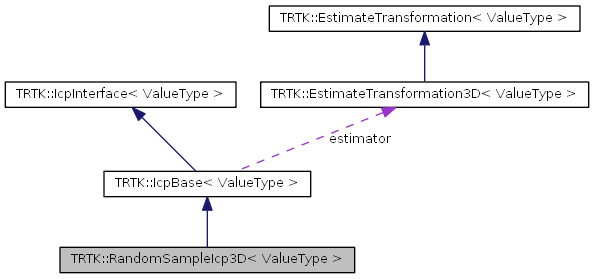 TRTK::EstimateTransformation< ValueType >
TRTK::IcpInterface< ValueType >
TRTK::EstimateTransformation3D< ValueType >
estimator
TRTK::IcpBase< ValueType >
TRTK::RandomSampleIcp3D< ValueType >